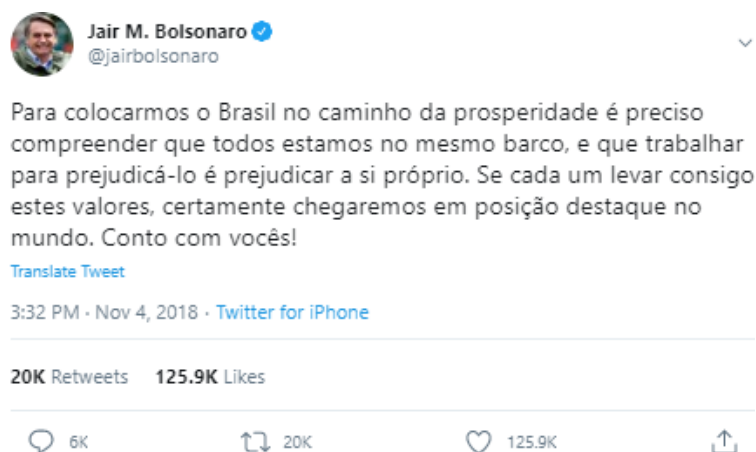 Jair M. Bolsonaro
@jairbolsonaro
Para colocarmos o Brasil no caminho da prosperidade é preciso
compreender que todos estamos no mesmo barco, e que trabalhar
para prejudicá-lo é prejudicar a si próprio. Se cada um levar consigo
estes valores, certamente chegaremos em posição destaque no
mundo. Conto com vocês!
Translate Tweet
3:32 PM · Nov 4, 2018 · Twitter for iPhone
20K Retweets 125.9K Likes
6K 20K 125.9K